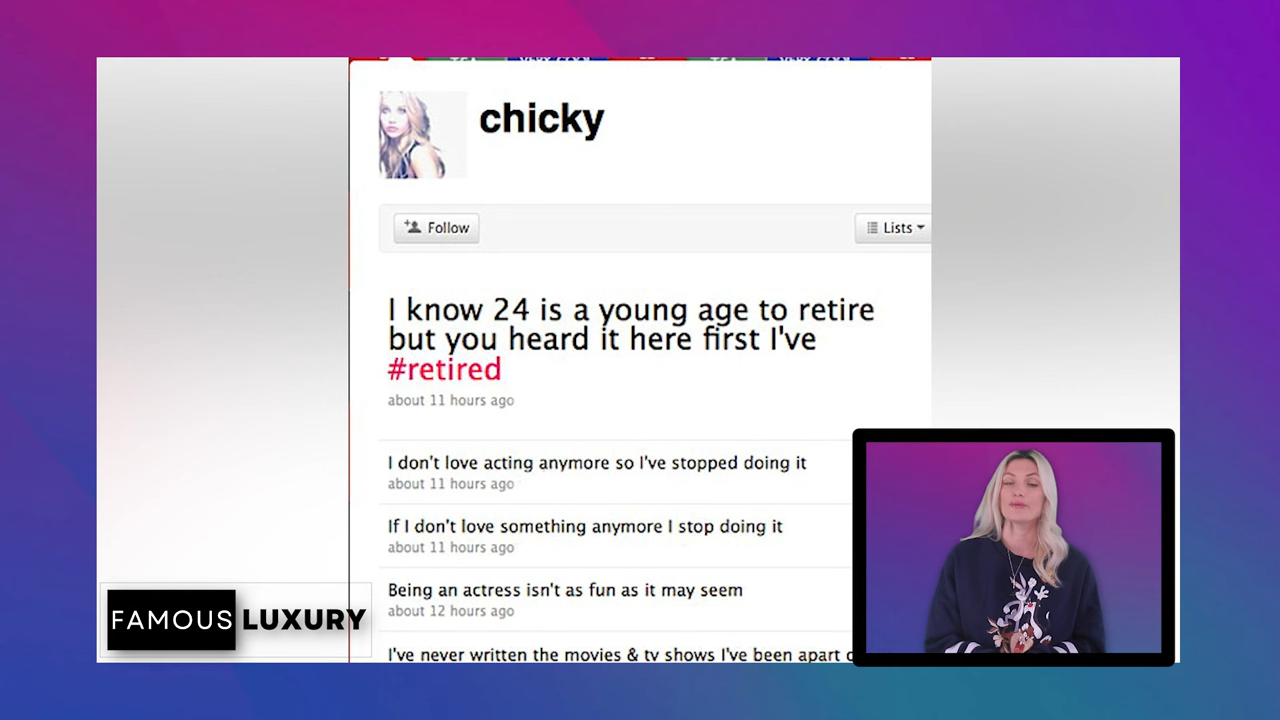 chicky
Follow
Lists
I know 24 is a young age to retire
but you heard it here first I've
#retired
about 11 hours ago
I don't love acting anymore so I've stopped doing it
about 11 hours ago
If I don't love something anymore I stop doing it
about 11 hours ago
Being an actress isn't as fun as it may seem
about 12 hours ago
I've never written the movies & tv shows I've been apart
FAMOUS LUXURY